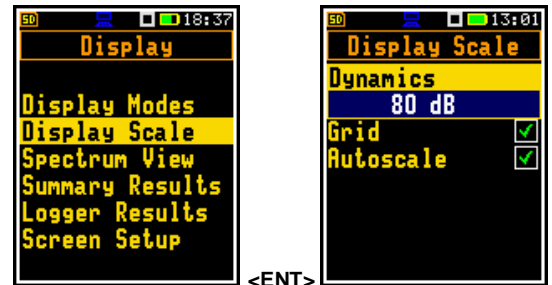 SD 18:37
Display
Display Modes
Display Scale
Spectrum View
Summary Results
Logger Results
Screen Setup
<ENT>
SD 13:01
Display Scale
Dynamics
80 dB
Grid
Autoscale